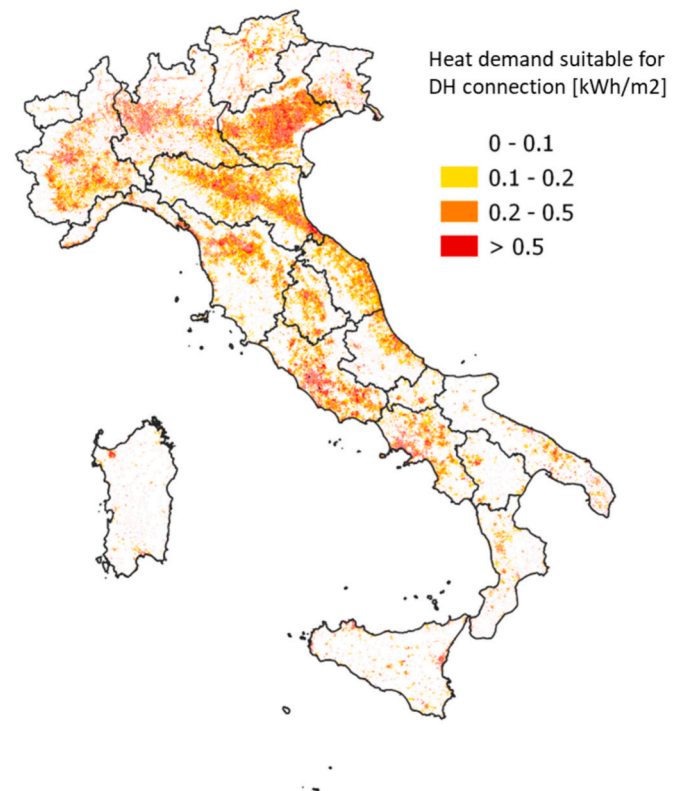 Heat demand suitable for
DH connection [kWh/m2]
0 - 0.1
0.1 - 0.2
0.2 - 0.5
> 0.5